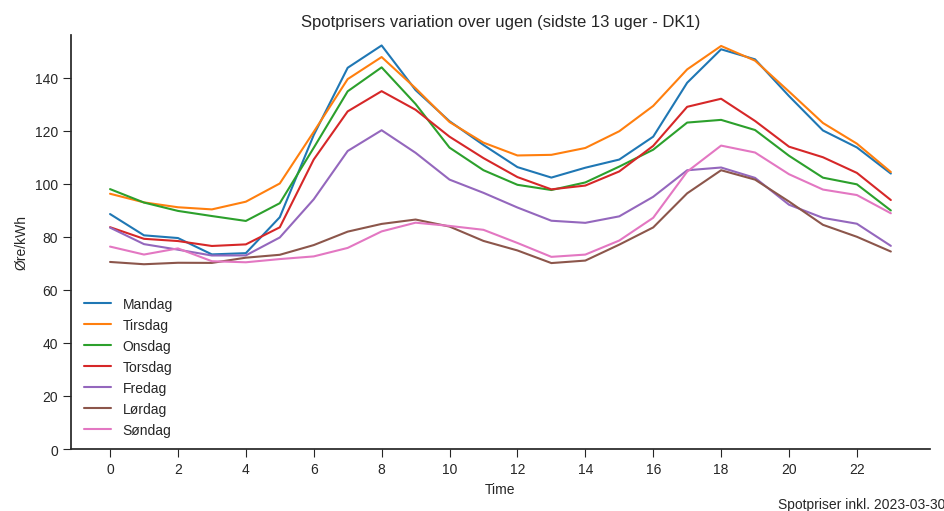 Spotprisers variation over ugen (sidste 13 uger - DK1)
Øre/kWh
140
120
100
80
60
40
20
0
Mandag
Tirsdag
Onsdag
Torsdag
Fredag
Lørdag
Søndag
0 2 4 6 8 10 12 14 16 18 20 22
Time
Spotpriser inkl. 2023-03-30